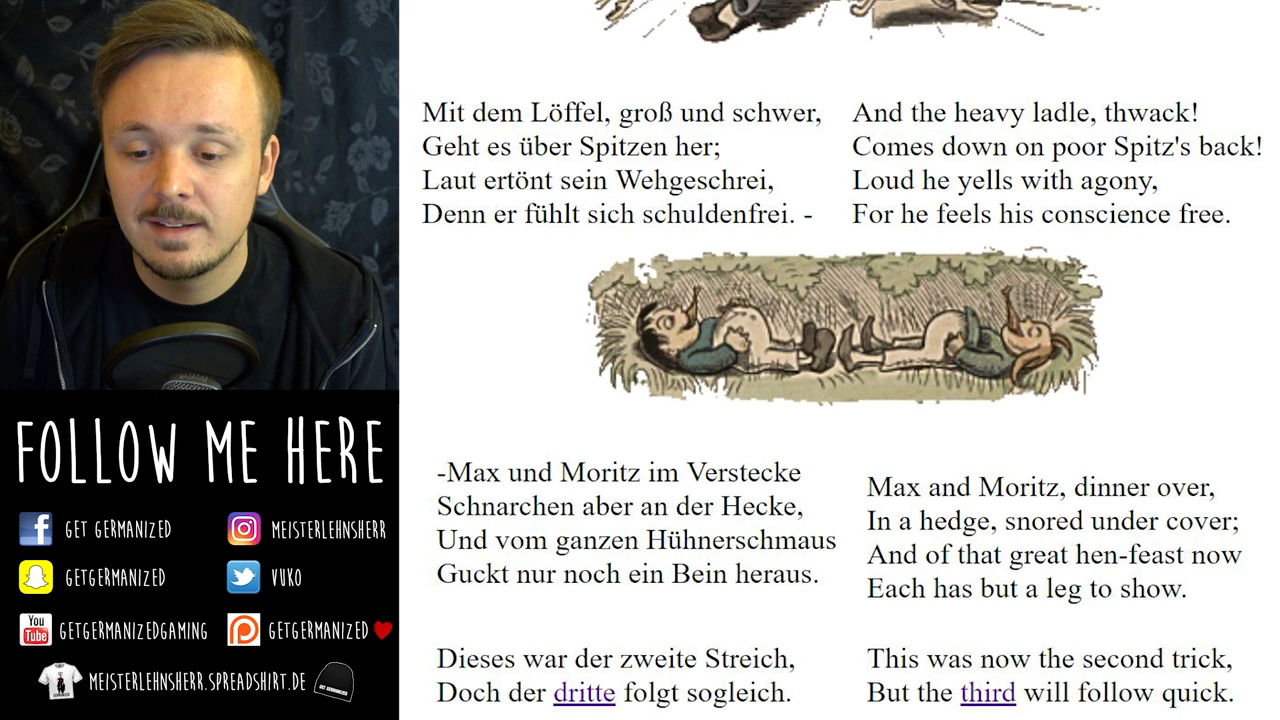 Mit dem Löffel, groß und schwer,
Geht es über Spitzen her;
Laut ertönt sein Wehgeschrei,
Denn er fühlt sich schuldenfrei. -
And the heavy ladle, thwack!
Comes down on poor Spitz's back!
Loud he yells with agony,
For he feels his conscience free.
-Max und Moritz im Verstecke
Schnarchen aber an der Hecke,
Und vom ganzen Hühnerschmaus
Guckt nur noch ein Bein heraus.
Max and Moritz, dinner over,
In a hedge, snored under cover;
And of that great hen-feast now
Each has but a leg to show.
Dieses war der zweite Streich,
Doch der dritte folgt sogleich.
This was now the second trick,
But the third will follow quick.
FOLLOW ME HERE
GET GERMANIZED
MEISTERLEHNSHERR
GETGERMANIZED
VUKO
You
Tube
GETGERMANIZEDGAMING
GETGERMANIZED
MEISTERLEHNSHERR.SPREADSHIRT.DE
GET GERMANIZED